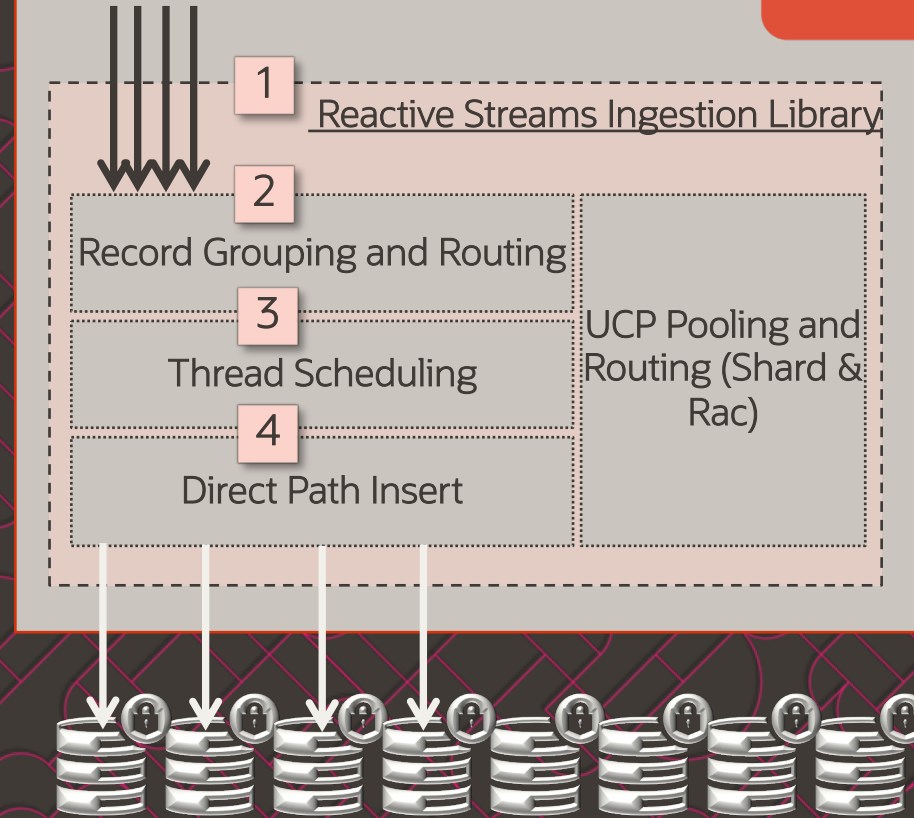 1
Reactive Streams Ingestion Library
2
Record Grouping and Routing
3
Thread Scheduling
4
Direct Path Insert
UCP Pooling and
Routing (Shard &
Rac)